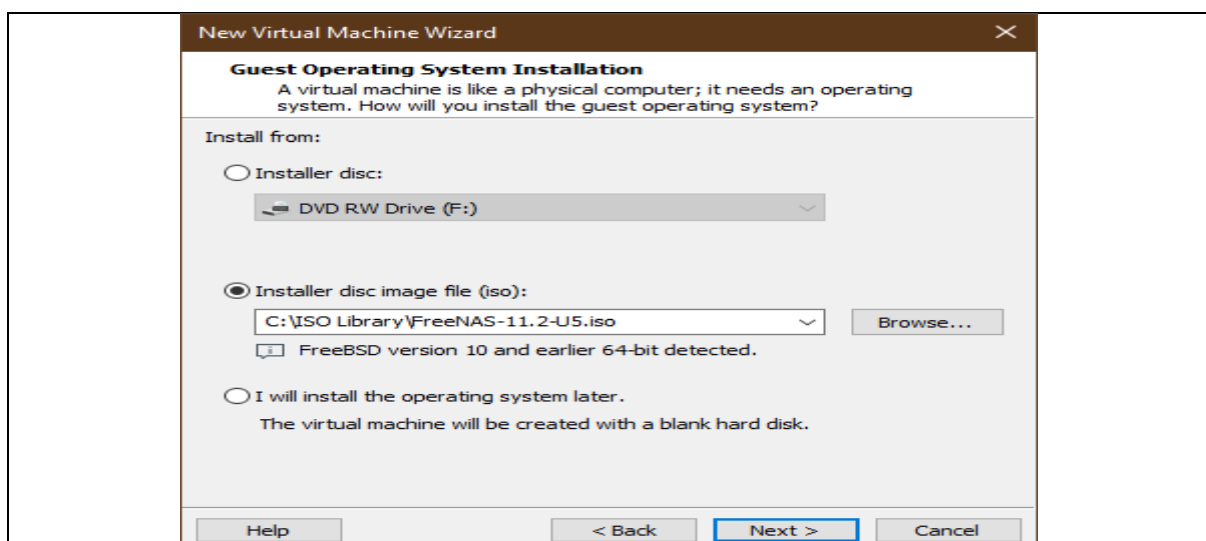 New Virtual Machine Wizard
Guest Operating System Installation
A virtual machine is like a physical computer; it needs an operating
system. How will you install the guest operating system?
Install from:
Installer disc:
DVD RW Drive (F:)
Installer disc image file (iso):
C:\ISO Library\FreeNAS-11.2-U5.iso
Browse...
FreeBSD version 10 and earlier 64-bit detected.
I will install the operating system later.
The virtual machine will be created with a blank hard disk.
Help < Back Next > Cancel